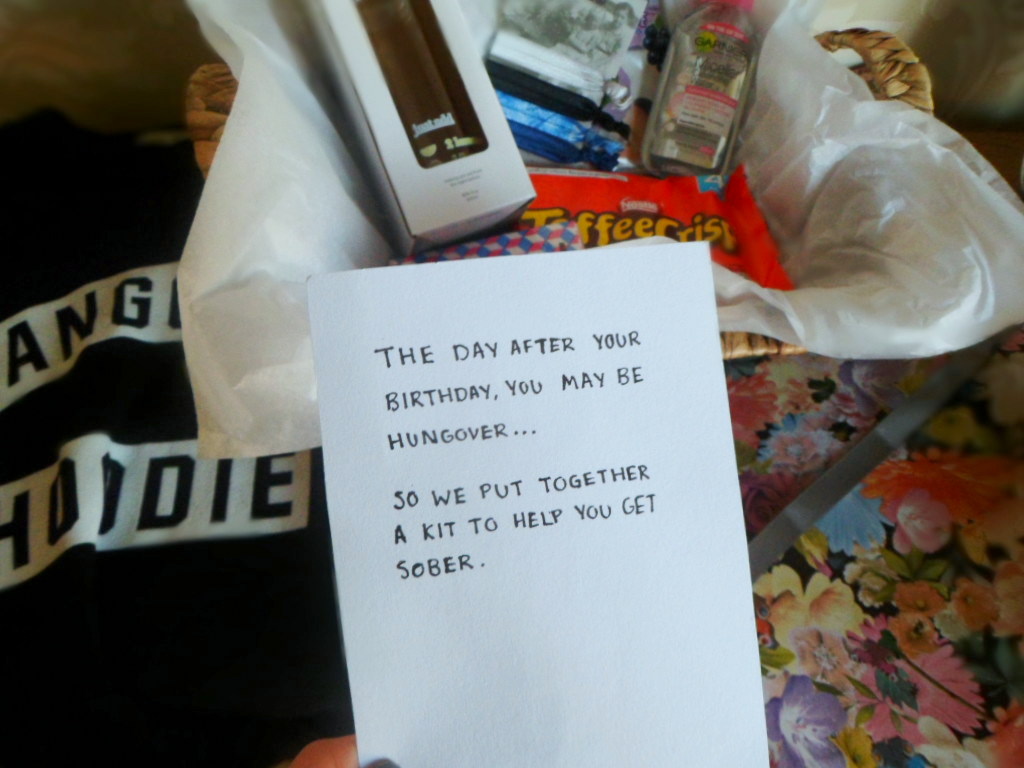 THE DAY AFTER YOUR
BIRTHDAY, YOU MAY BE
HUNGOVER...
SO WE PUT TOGETHER
A KIT TO HELP YOU GET
SOBER.
Nestlé
ToffeeCrisp
HOODIE